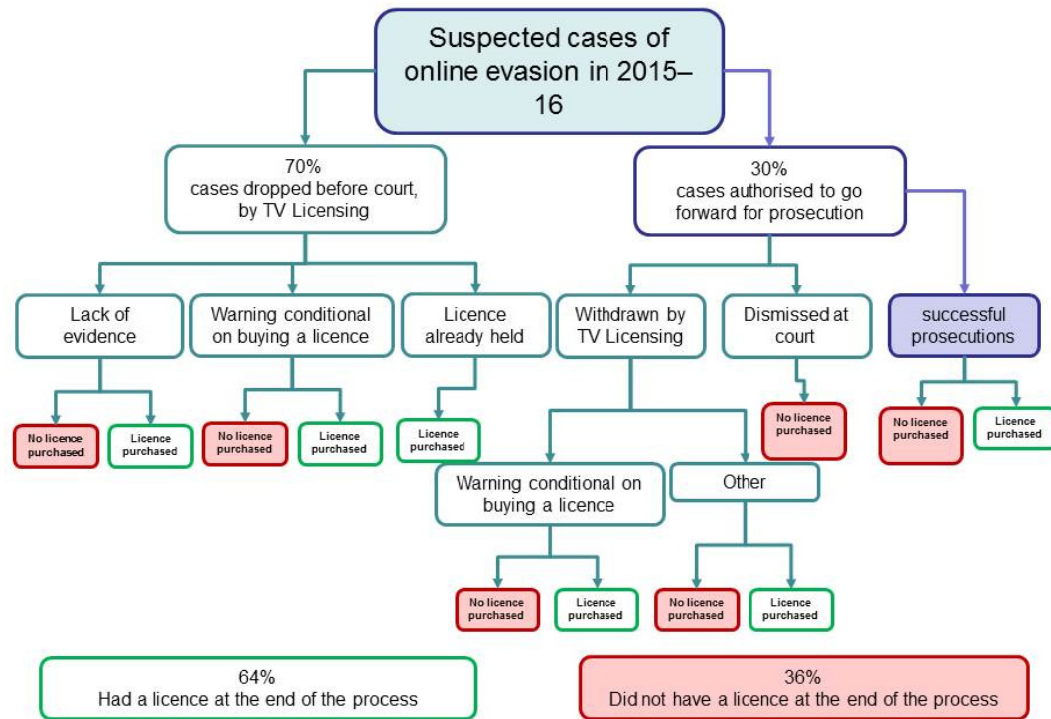 Suspected cases of
online evasion in 2015–
16
70%
cases dropped before court,
by TV Licensing
30%
cases authorised to go
forward for prosecution
Lack of
evidence
Warning conditional
on buying a licence
Licence
already held
Withdrawn by
TV Licensing
Dismissed at
court
successful
prosecutions
No licence
purchased
Licence
purchased
No licence
purchased
Licence
purchased
Licence
purchased
No licence
purchased
No licence
purchased
Licence
purchased
Warning conditional on
buying a licence
Other
No licence
purchased
Licence
purchased
No licence
purchased
Licence
purchased
64%
Had a licence at the end of the process
36%
Did not have a licence at the end of the process